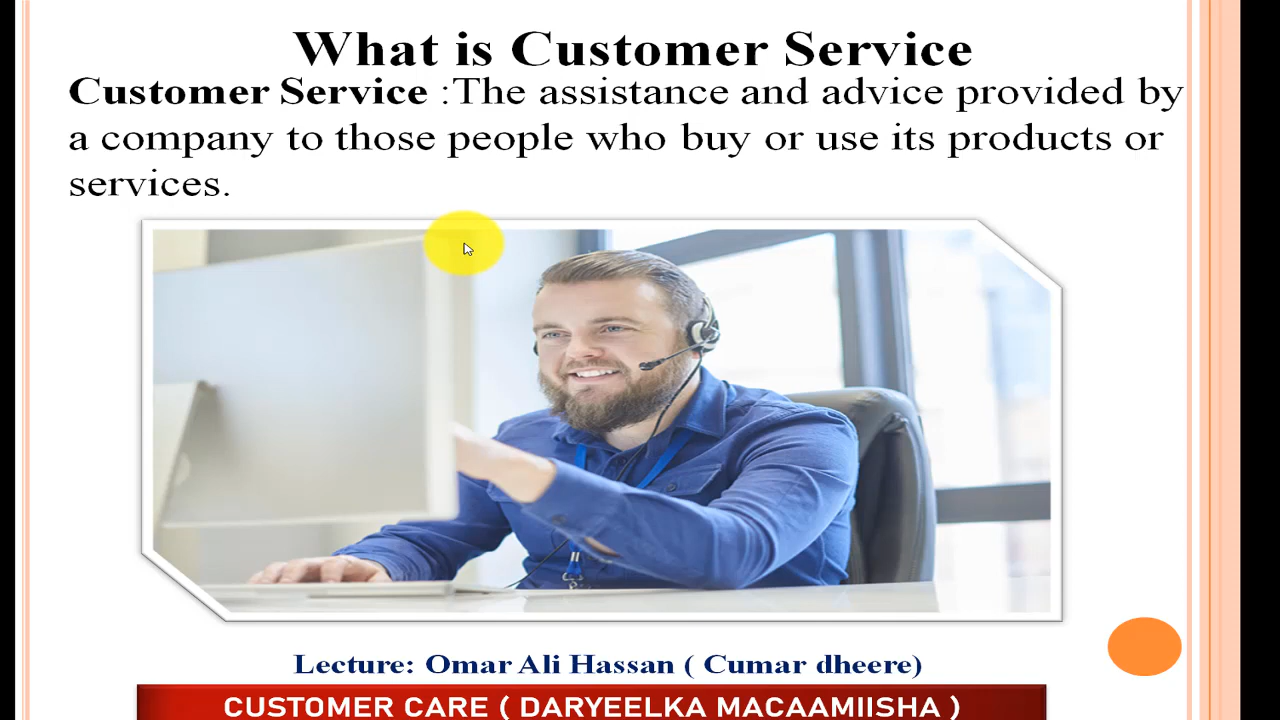 What is Customer Service
Customer Service :The assistance and advice provided by
a company to those people who buy or use its products or
services.
Lecture: Omar Ali Hassan ( Cumar dheere)
CUSTOMER CARE ( DARYEELKA MACAAMIISHA )